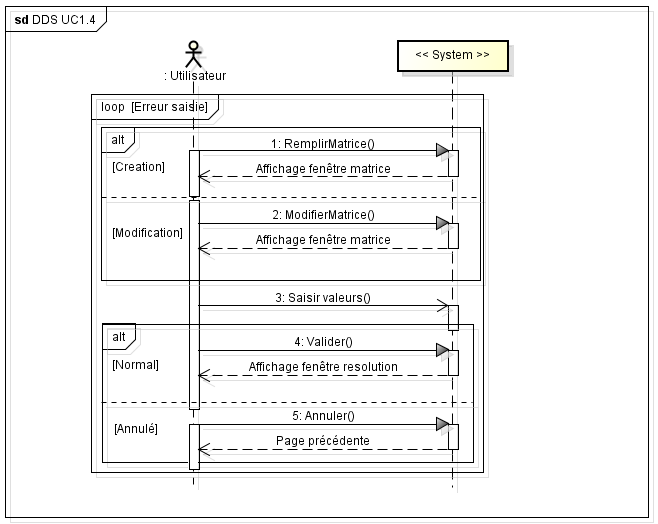 sd DDS UC1.4
<< System >>
: Utilisateur
loop [Erreur saisie]
alt
1: RemplirMatrice()
[Creation]
Affichage fenêtre matrice
2: ModifierMatrice()
[Modification]
Affichage fenêtre matrice
3: Saisir valeurs()
alt
4: Valider()
[Normal]
Affichage fenêtre resolution
5: Annuler()
[Annulé]
Page précédente